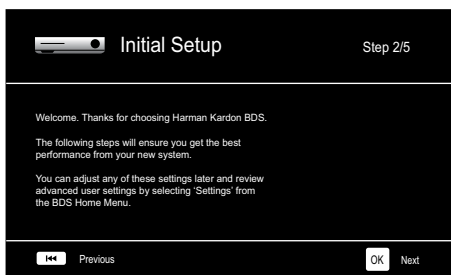 Initial Setup
Step 2/5
Welcome. Thanks for choosing Harman Kardon BDS.
The following steps will ensure you get the best
performance from your new system.
You can adjust any of these settings later and review
advanced user settings by selecting ‘Settings’ from
the BDS Home Menu.
Previous
OK Next